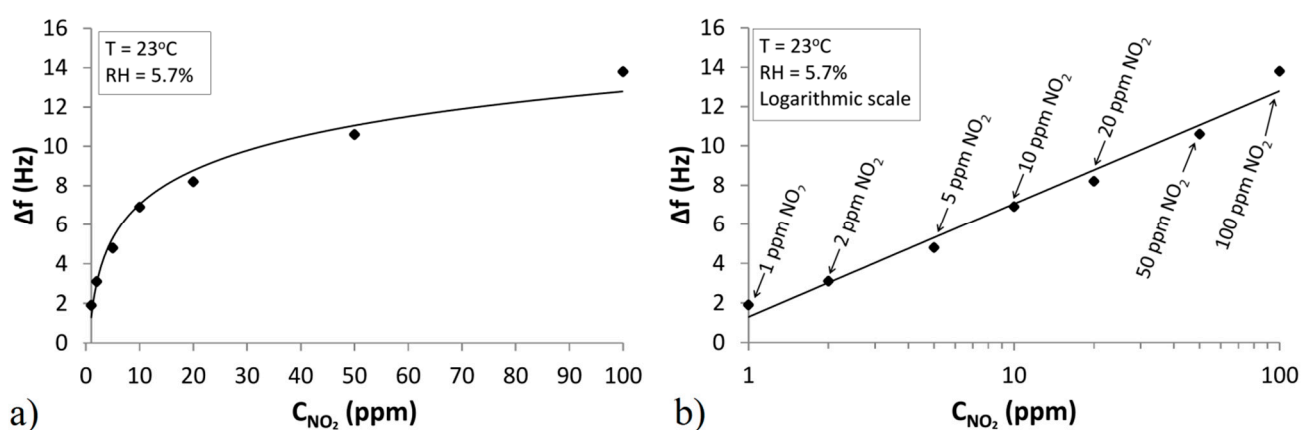 16
14
12
10
8
6
4
2
0
Δf (Hz)
T = 23°C
RH = 5.7%
0 10 20 30 40 50 60 70 80 90 100
C_NO₂ (ppm)
a)
16
14
12
10
8
6
4
2
0
Δf (Hz)
T = 23°C
RH = 5.7%
Logarithmic scale
1 ppm NO₂
2 ppm NO₂
5 ppm NO₂
10 ppm NO₂
20 ppm NO₂
50 ppm NO₂
100 ppm NO₂
1 10 100
C_NO₂ (ppm)
b)